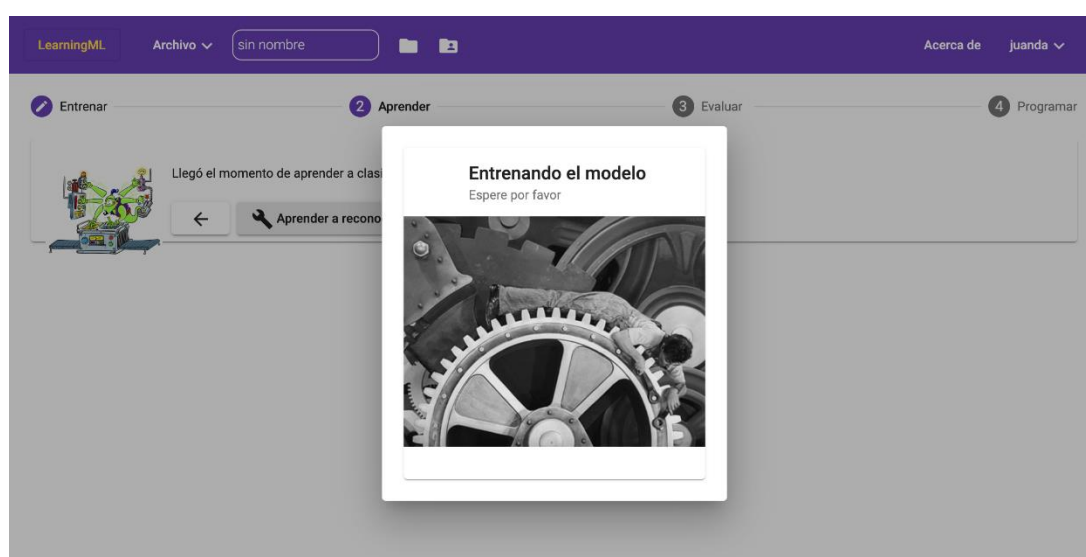 LearningML Archivo sin nombre Acerca de juanda
Entrenar 2 Aprender 3 Evaluar 4 Programar
Llegó el momento de aprender a clasi
Aprender a recono
Entrenando el modelo
Espere por favor